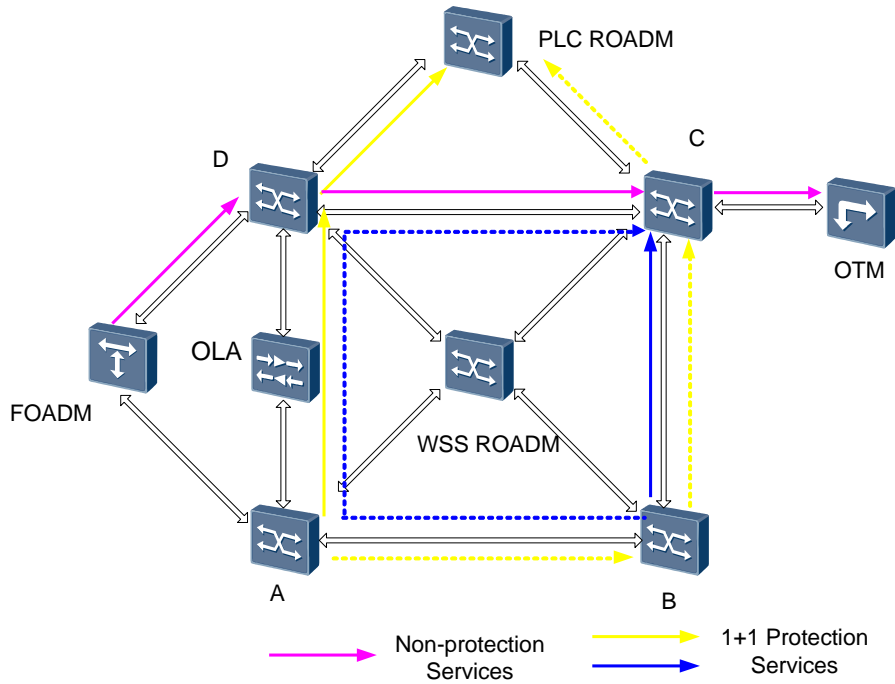 PLC ROADM
C
D
OTM
OLA
FOADM
WSS ROADM
A
B
Non-protection
Services
1+1 Protection
Services